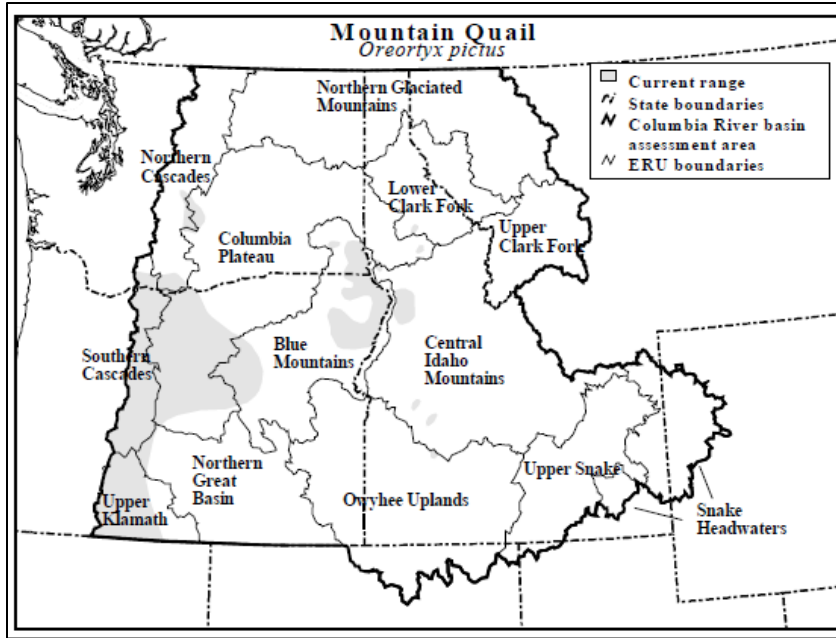 Mountain Quail
Oreortyx pictus
Current range
State boundaries
Columbia River basin
assessment area
ERU boundaries
Northern Glaciated
Mountains
Northern
Cascades
Lower
Clark Fork
Upper
Clark Fork
Columbia
Plateau
Southern
Cascades
Blue
Mountains
Central
Idaho
Mountains
Northern
Great
Basin
Upper
Klamath
Owyhee Uplands
Upper Snake
Snake
Headwaters